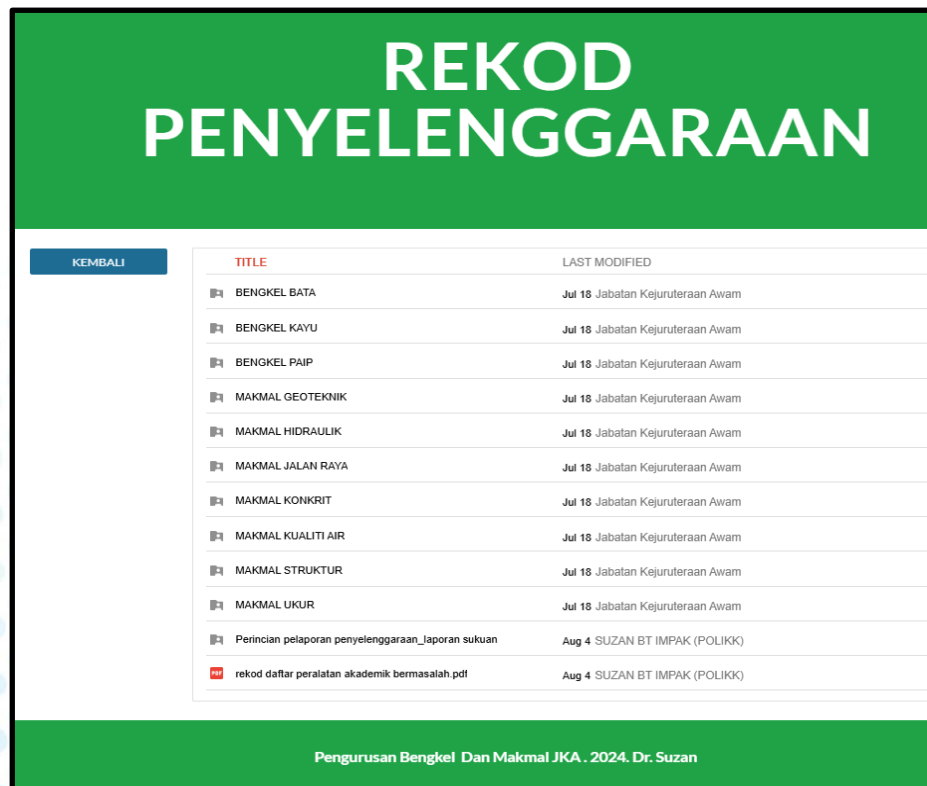 REKOD
PENYELENGGARAAN
KEMBALI
TITLE LAST MODIFIED
BENGKEL BATA Jul 18 Jabatan Kejuruteraan Awam
BENGKEL KAYU Jul 18 Jabatan Kejuruteraan Awam
BENGKEL PAIP Jul 18 Jabatan Kejuruteraan Awam
MAKMAL GEOTEKNIK Jul 18 Jabatan Kejuruteraan Awam
MAKMAL HIDRAULIK Jul 18 Jabatan Kejuruteraan Awam
MAKMAL JALAN RAYA Jul 18 Jabatan Kejuruteraan Awam
MAKMAL KONKRIT Jul 18 Jabatan Kejuruteraan Awam
MAKMAL KUALITI AIR Jul 18 Jabatan Kejuruteraan Awam
MAKMAL STRUKTUR Jul 18 Jabatan Kejuruteraan Awam
MAKMAL UKUR Jul 18 Jabatan Kejuruteraan Awam
Perincian pelaporan penyelenggaraan_laporan sukuan Aug 4 SUZAN BT IMPAK (POLIKK)
PDF rekod daftar peralatan akademik bermasalah.pdf Aug 4 SUZAN BT IMPAK (POLIKK)
Pengurusan Bengkel Dan Makmal JKA . 2024. Dr. Suzan